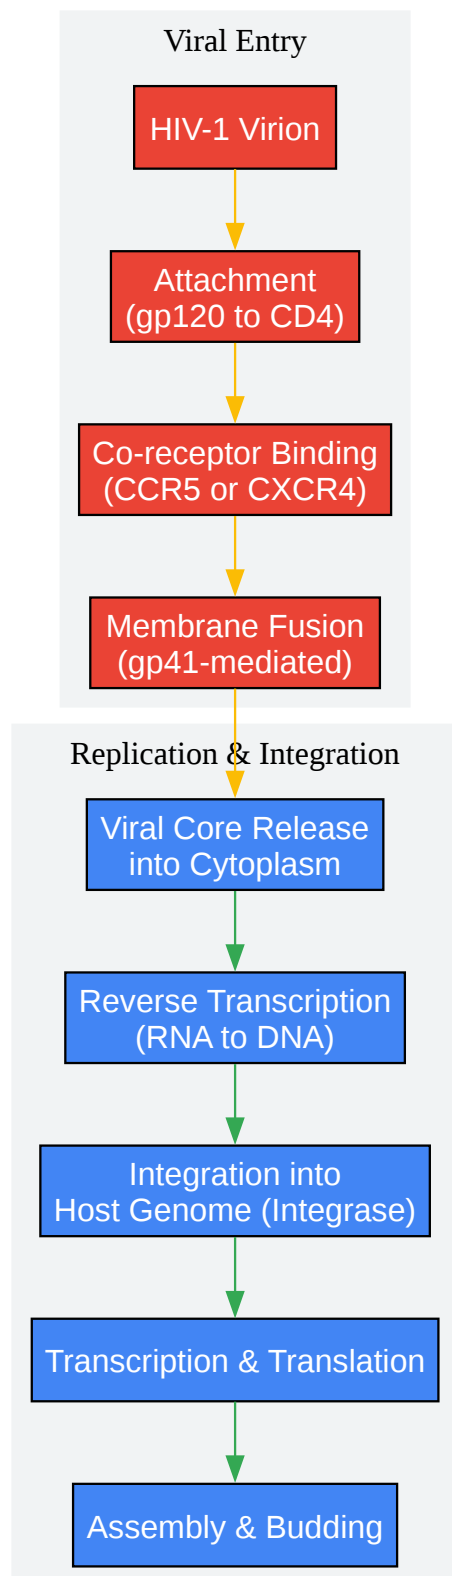 Viral Entry
HIV-1 Virion
Attachment
(gp120 to CD4)
Co-receptor Binding
(CCR5 or CXCR4)
Membrane Fusion
(gp41-mediated)
Replication & Integration
Viral Core Release
into Cytoplasm
Reverse Transcription
(RNA to DNA)
Integration into
Host Genome (Integrase)
Transcription & Translation
Assembly & Budding